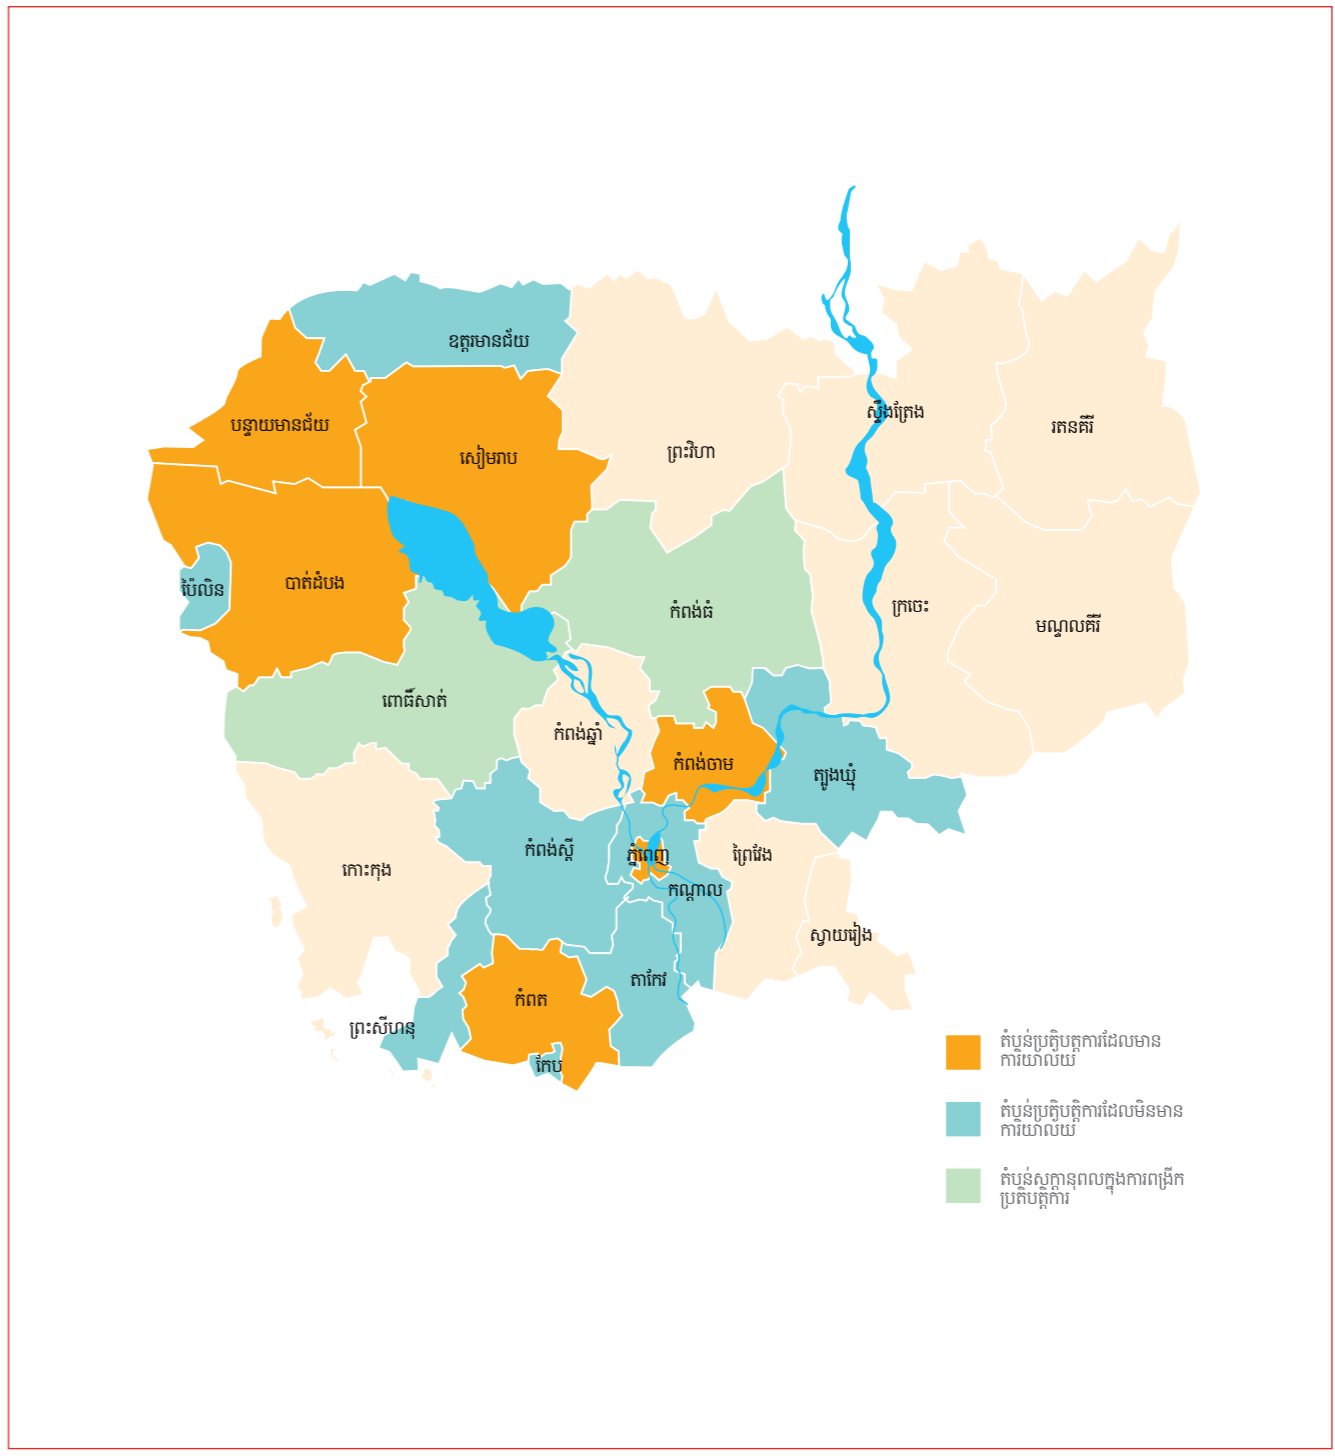 ឧត្តរមានជ័យ
បន្ទាយមានជ័យ
សៀមរាប
ព្រះវិហា
ស្ទឹងត្រែង
រតនគីរី
ប៉ៃលិន
បាត់ដំបង
កំពង់ធំ
ក្រចេះ
មណ្ឌលគីរី
ពោធិ៍សាត់
កំពង់ឆ្នាំ
កំពង់ចាម
ត្បូងឃ្មុំ
កោះកុង
កំពង់ស្ពឺ
ភ្នំពេញ
ព្រៃវែង
កណ្តាល
ស្វាយរៀង
តាកែវ
កំពត
ព្រះសីហនុ
កែប
តំបន់ប្រតិបត្តការដែលមាន
ការិយាល័យ
តំបន់ប្រតិបត្តិការដែលមិនមាន
ការិយាល័យ
តំបន់សក្តានុពលក្នុងការពង្រីក
ប្រតិបត្តិការ